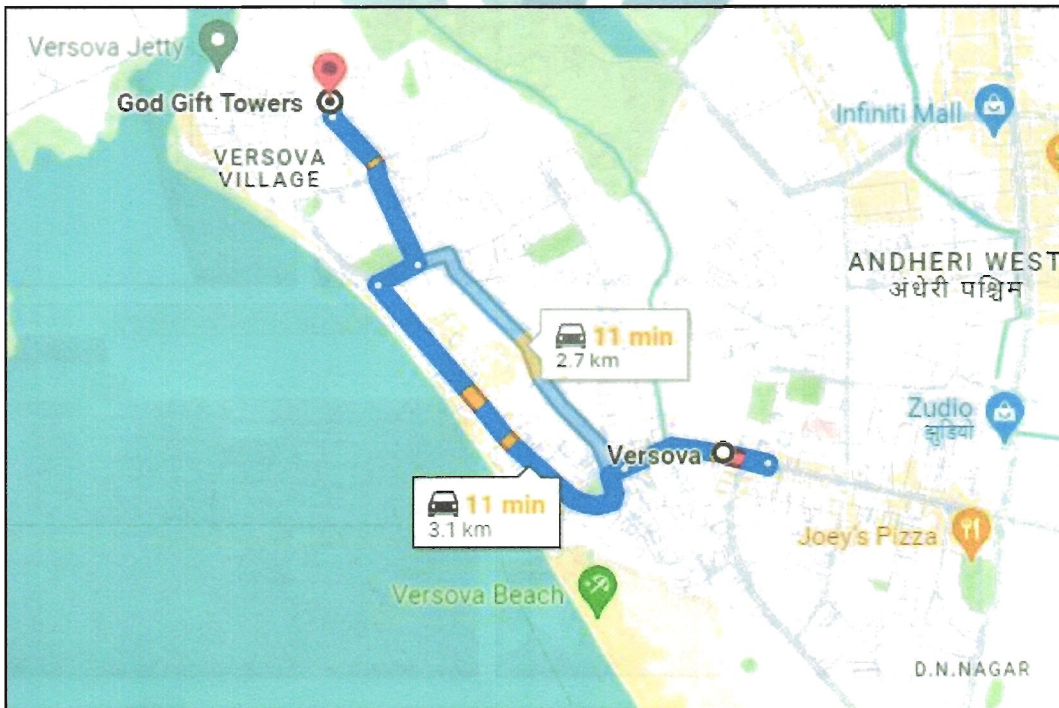 Versova Jetty
God Gift Towers
VERSOVA
VILLAGE
Infiniti Mall
ANDHERI WEST
अंधेरी पश्चिम
11 min
2.7 km
Zudio
झुडियो
Versova
11 min
3.1 km
Joey's Pizza
Versova Beach
D.N.NAGAR